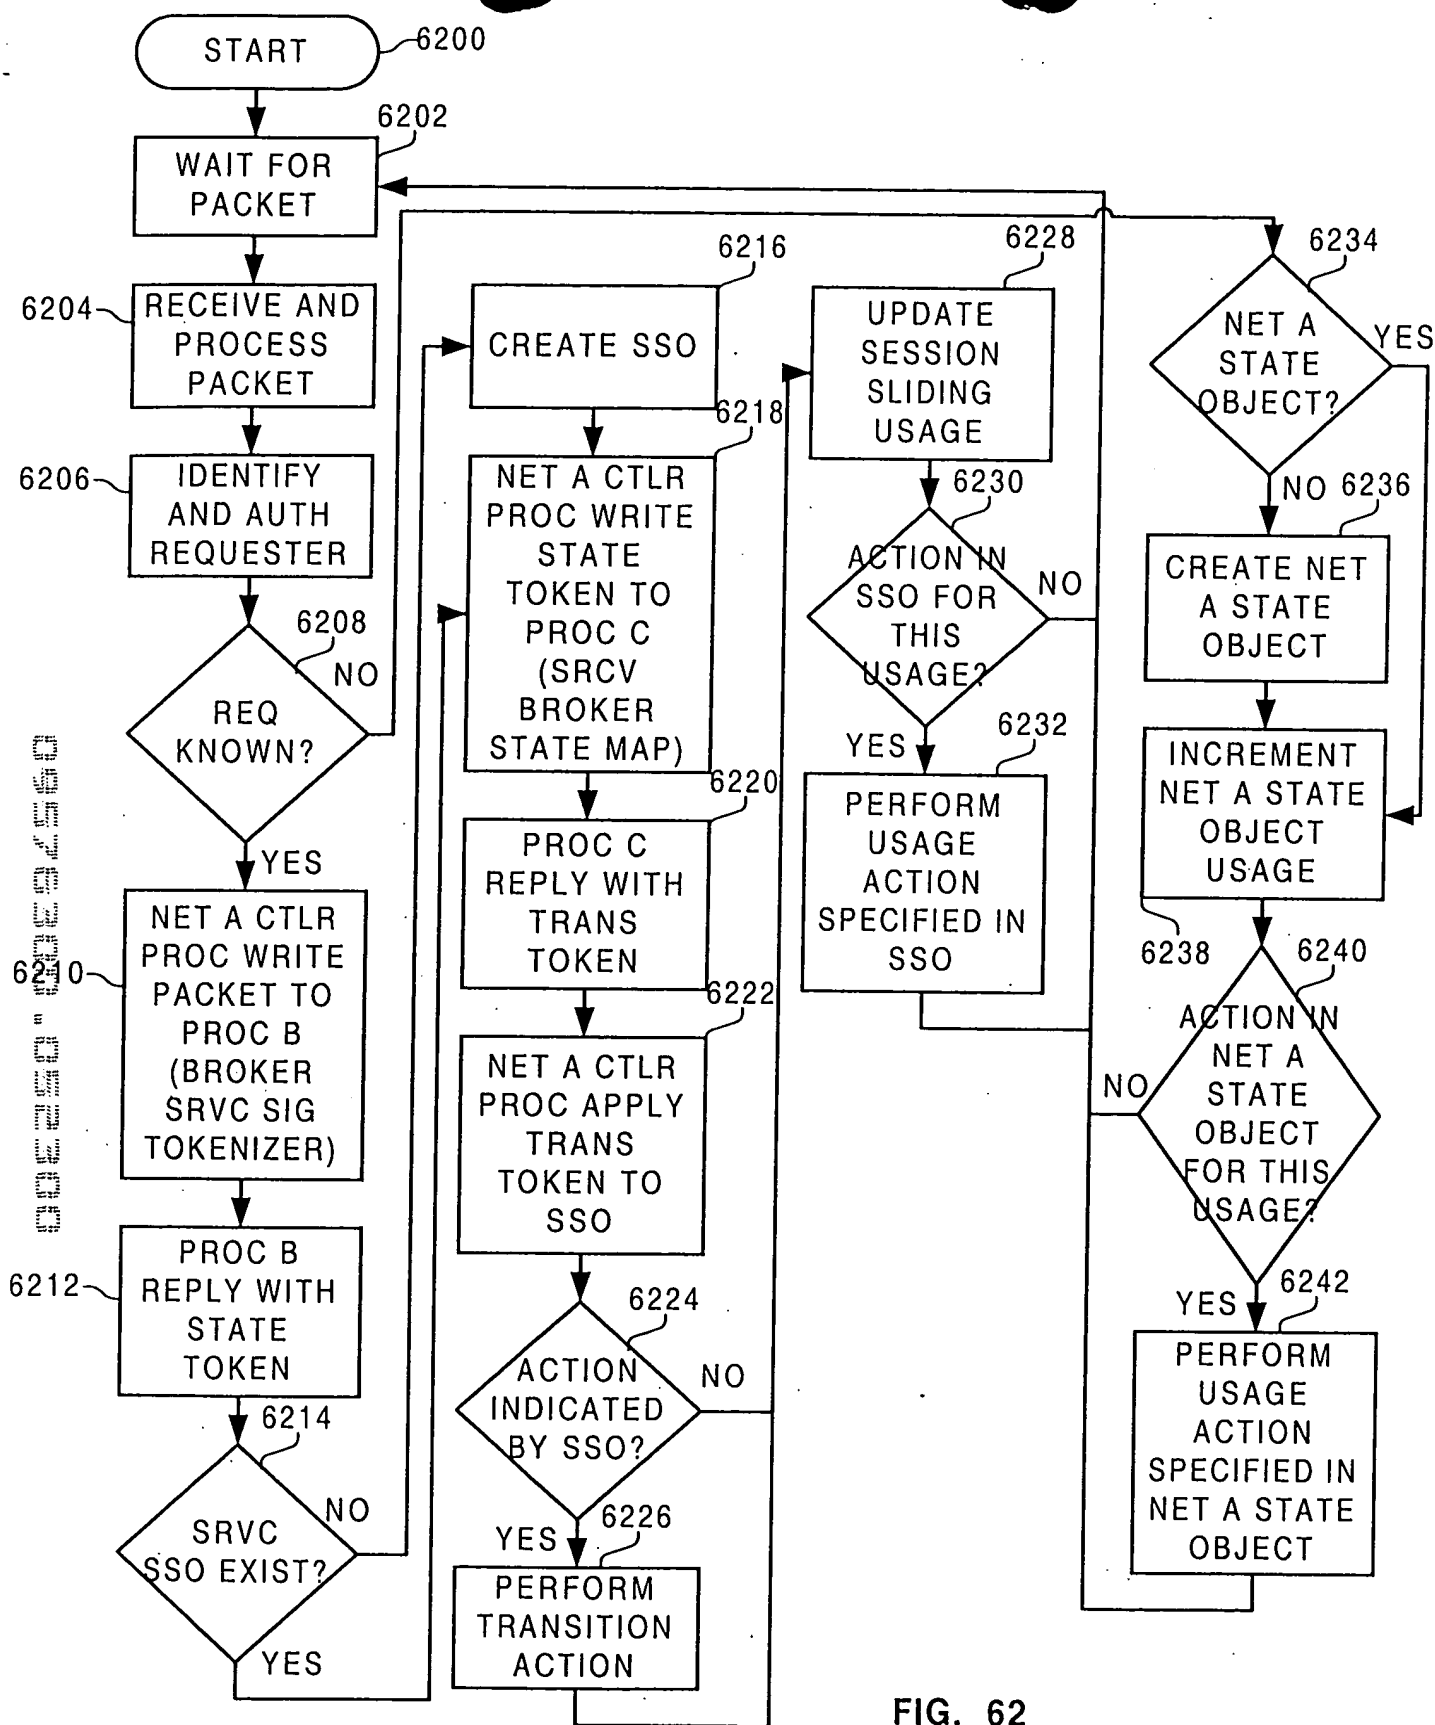 START
6200
6202
WAIT FOR
PACKET
6204
RECEIVE AND
PROCESS
PACKET
6206
IDENTIFY
AND AUTH
REQUESTER
6208
NO
REQ
KNOWN?
YES
6210
NET A CTLR
PROC WRITE
PACKET TO
PROC B
(BROKER
SRVC SIG
TOKENIZER)
6212
PROC B
REPLY WITH
STATE
TOKEN
6214
NO
SRVC
SSO EXIST?
YES
6216
CREATE SSO
6218
NET A CTLR
PROC WRITE
STATE
TOKEN TO
PROC C
(SRCV
BROKER
STATE MAP)
6220
PROC C
REPLY WITH
TRANS
TOKEN
6222
NET A CTLR
PROC APPLY
TRANS
TOKEN TO
SSO
6224
ACTION
INDICATED
BY SSO?
NO
YES
6226
PERFORM
TRANSITION
ACTION
6228
UPDATE
SESSION
SLIDING
USAGE
6230
ACTION IN
SSO FOR
THIS
USAGE?
NO
YES
6232
PERFORM
USAGE
ACTION
SPECIFIED IN
SSO
6234
NET A
STATE
OBJECT?
YES
NO
6236
CREATE NET
A STATE
OBJECT
INCREMENT
NET A STATE
OBJECT
USAGE
6238
6240
ACTION IN
NET A
STATE
OBJECT
FOR THIS
USAGE?
NO
YES
6242
PERFORM
USAGE
ACTION
SPECIFIED IN
NET A STATE
OBJECT
FIG. 62